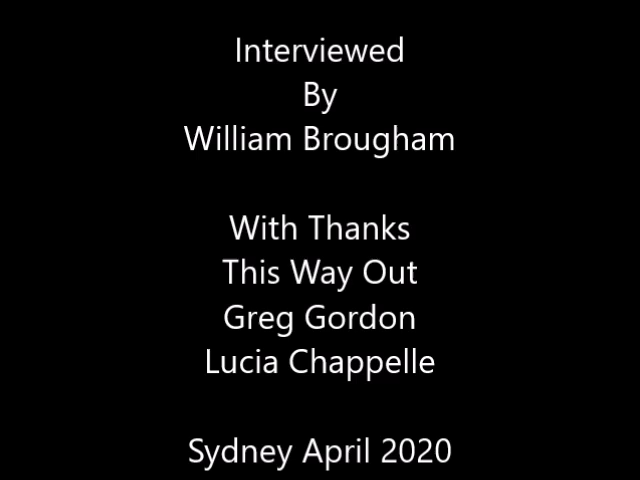 Interviewed
By
William Brougham
With Thanks
This Way Out
Greg Gordon
Lucia Chappelle
Sydney April 2020